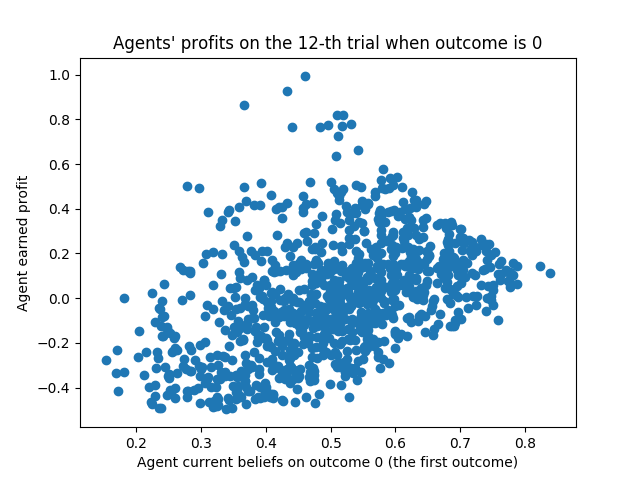 Agents' profits on the 12-th trial when outcome is 0
1.0
0.8
0.6
0.4
0.2
0.0
−0.2
−0.4
Agent earned profit
0.2 0.3 0.4 0.5 0.6 0.7 0.8
Agent current beliefs on outcome 0 (the first outcome)